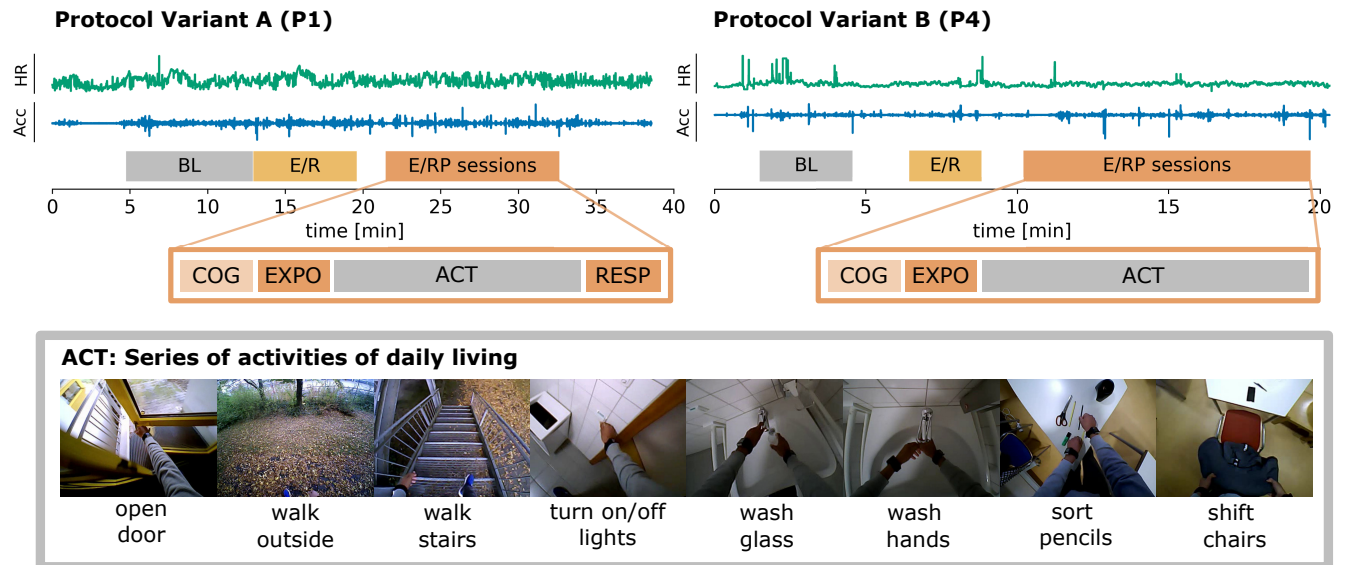 Protocol Variant A (P1)
HR
Acc
BL
E/R
E/RP sessions
0 5 10 15 20 25 30 35 40
time [min]
COG
EXPO
ACT
RESP
Protocol Variant B (P4)
HR
Acc
BL
E/R
E/RP sessions
0 5 10 15 20
time [min]
COG
EXPO
ACT
ACT: Series of activities of daily living
open
door
walk
outside
walk
stairs
turn on/off
lights
wash
glass
wash
hands
sort
pencils
shift
chairs